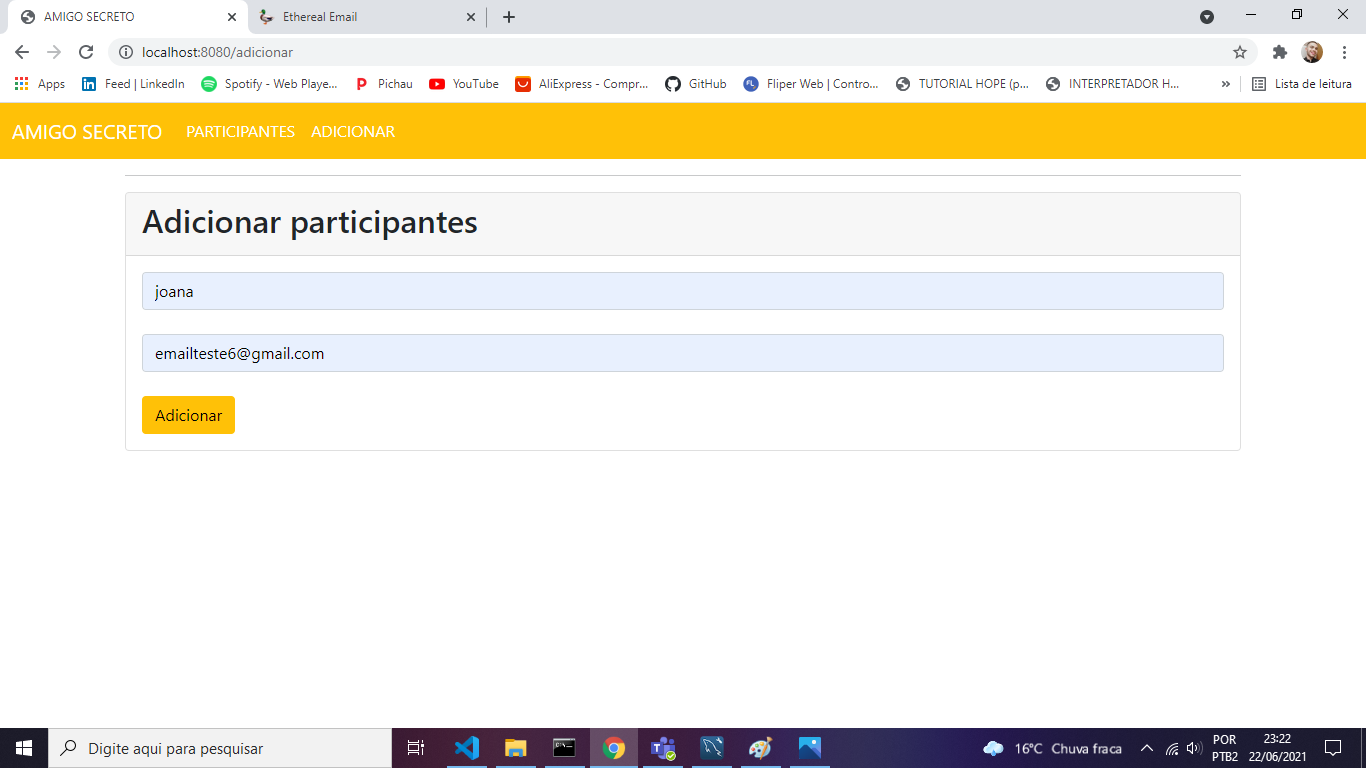 AMIGO SECRETO
Ethereal Email
localhost:8080/adicionar
Apps
Feed | LinkedIn
Spotify - Web Playe...
Pichau
YouTube
AliExpress - Compr...
GitHub
Fliper Web | Contro...
TUTORIAL HOPE (p...
INTERPRETADOR H...
»
Lista de leitura
AMIGO SECRETO PARTICIPANTES ADICIONAR
Adicionar participantes
joana
emailteste6@gmail.com
Adicionar
Digite aqui para pesquisar
16°C Chuva fraca
POR
PTB2
23:22
22/06/2021